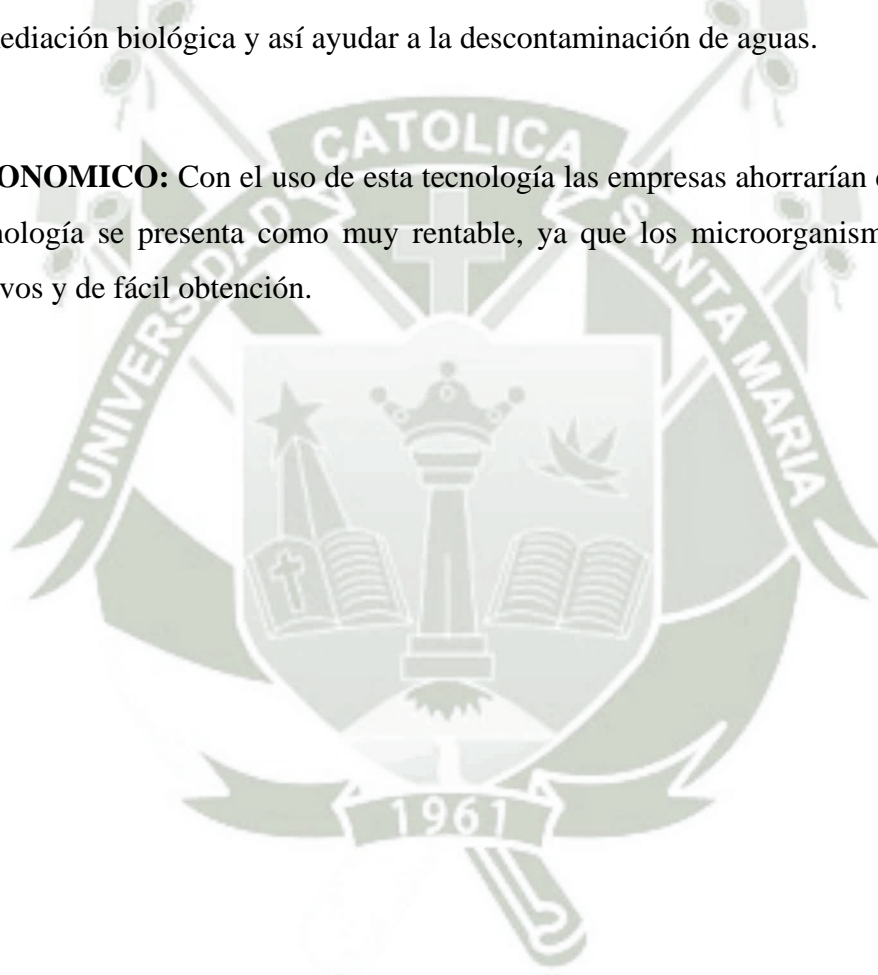 mediación biológica y así ayudar a la descontaminación de aguas.
ONOMICO: Con el uso de esta tecnología las empresas ahorrarían
nología se presenta como muy rentable, ya que los microorganism
vos y de fácil obtención.
UNIVERSIDAD CATOLICA SANTA MARIA
1961